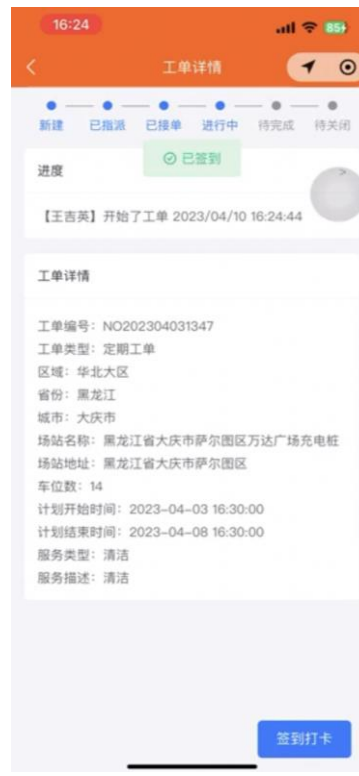 16:24
85
工单详情
新建 已指派 已接单 进行中 待完成 待关闭
已签到
进度
【王吉英】开始了工单 2023/04/10 16:24:44
工单详情
工单编号：NO202304031347
工单类型：定期工单
区域：华北大区
省份：黑龙江
城市：大庆市
场站名称：黑龙江省大庆市萨尔图区万达广场充电桩
场站地址：黑龙江省大庆市萨尔图区
车位数：14
计划开始时间：2023-04-03 16:30:00
计划结束时间：2023-04-08 16:30:00
服务类型：清洁
服务描述：清洁
签到打卡